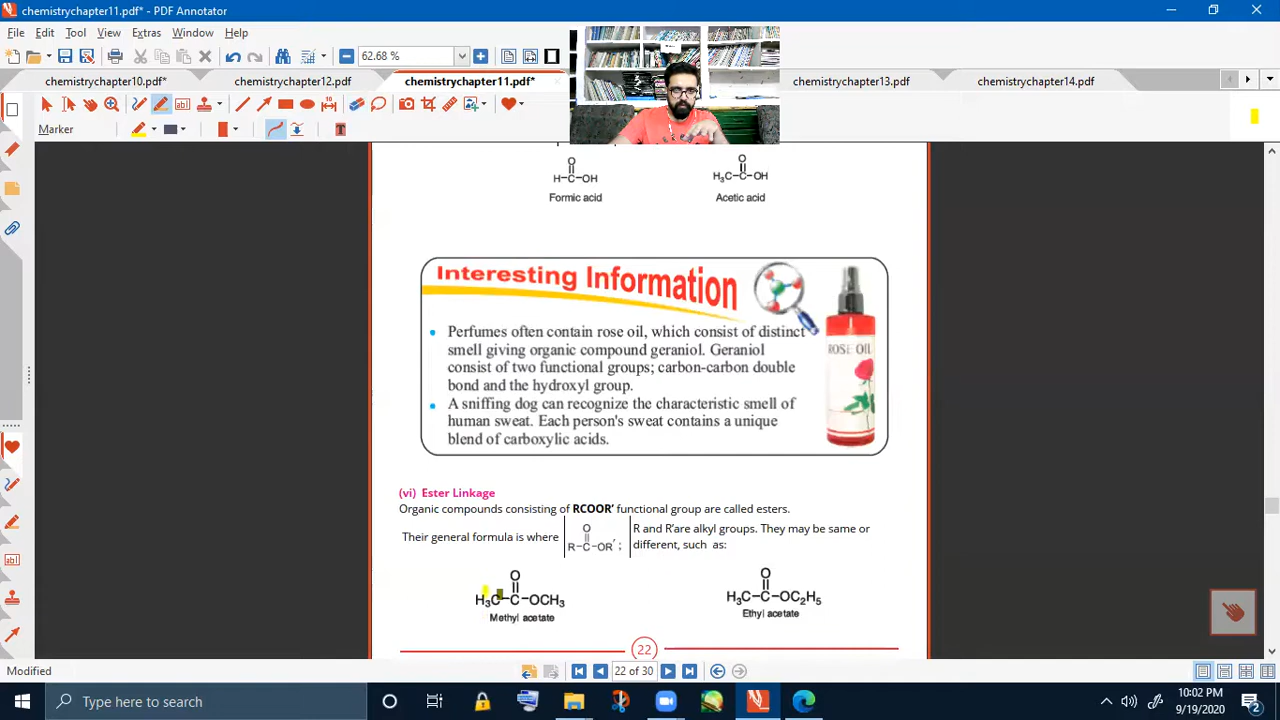 chemistrychapter11.pdf* - PDF Annotator
File Edit Tool View Extras Window Help
62.68 %
chemistrychapter10.pdf* chemistrychapter12.pdf chemistrychapter11.pdf* chemistrychapter13.pdf chemistrychapter14.pdf
Marker
O
H–C–OH
Formic acid
O
H₃C–C–OH
Acetic acid
Interesting Information
Perfumes often contain rose oil, which consist of distinct
smell giving organic compound geraniol. Geraniol
consist of two functional groups; carbon-carbon double
bond and the hydroxyl group.
A sniffing dog can recognize the characteristic smell of
human sweat. Each person's sweat contains a unique
blend of carboxylic acids.
ROSE OIL
(vi) Ester Linkage
Organic compounds consisting of RCOOR' functional group are called esters.
Their general formula is where
O
R–C–OR' ;
R and R'are alkyl groups. They may be same or
different, such as:
O
H₃C–C–OCH₃
Methyl acetate
O
H₃C–C–OC₂H₅
Ethyl acetate
22
Modified
22 of 30
Type here to search
10:02 PM
9/19/2020
2